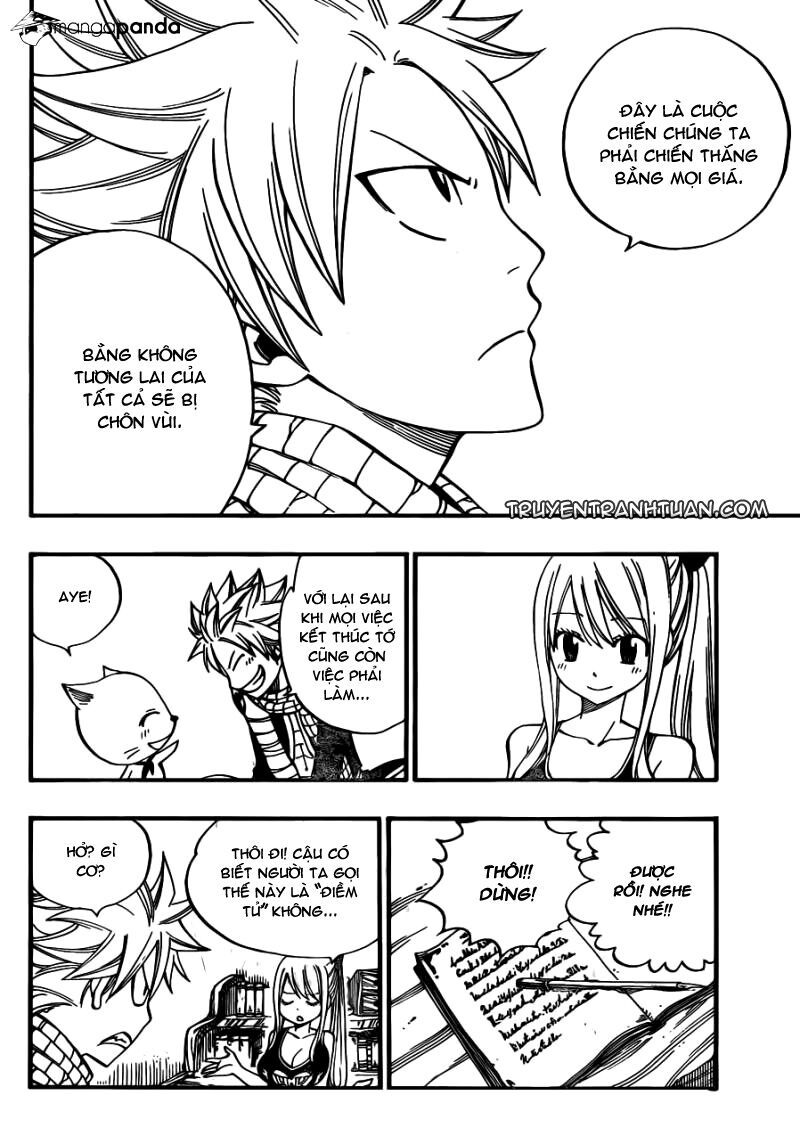 mangapanda
ĐÂY LÀ CUỘC
CHIẾN CHÚNG TA
PHẢI CHIẾN THẮNG
BẰNG MỌI GIÁ.
BẰNG KHÔNG
TƯƠNG LAI CỦA
TẤT CẢ SẼ BỊ
CHÔN VÙI.
TRUYENTRANHTUAN.COM
AYE!
VỚI LẠI SAU
KHI MỌI VIỆC
KẾT THÚC TỚ
CŨNG CÒN
VIỆC PHẢI
LÀM...
HỞ? GÌ
CƠ?
THÔI ĐI! CẬU CÓ
BIẾT NGƯỜI TA GỌI
THẾ NÀY LÀ "ĐIỀM
TỬ" KHÔNG...
THÔI!!
DỪNG!
ĐƯỢC
RỒI! NGHE
NHÉ!!